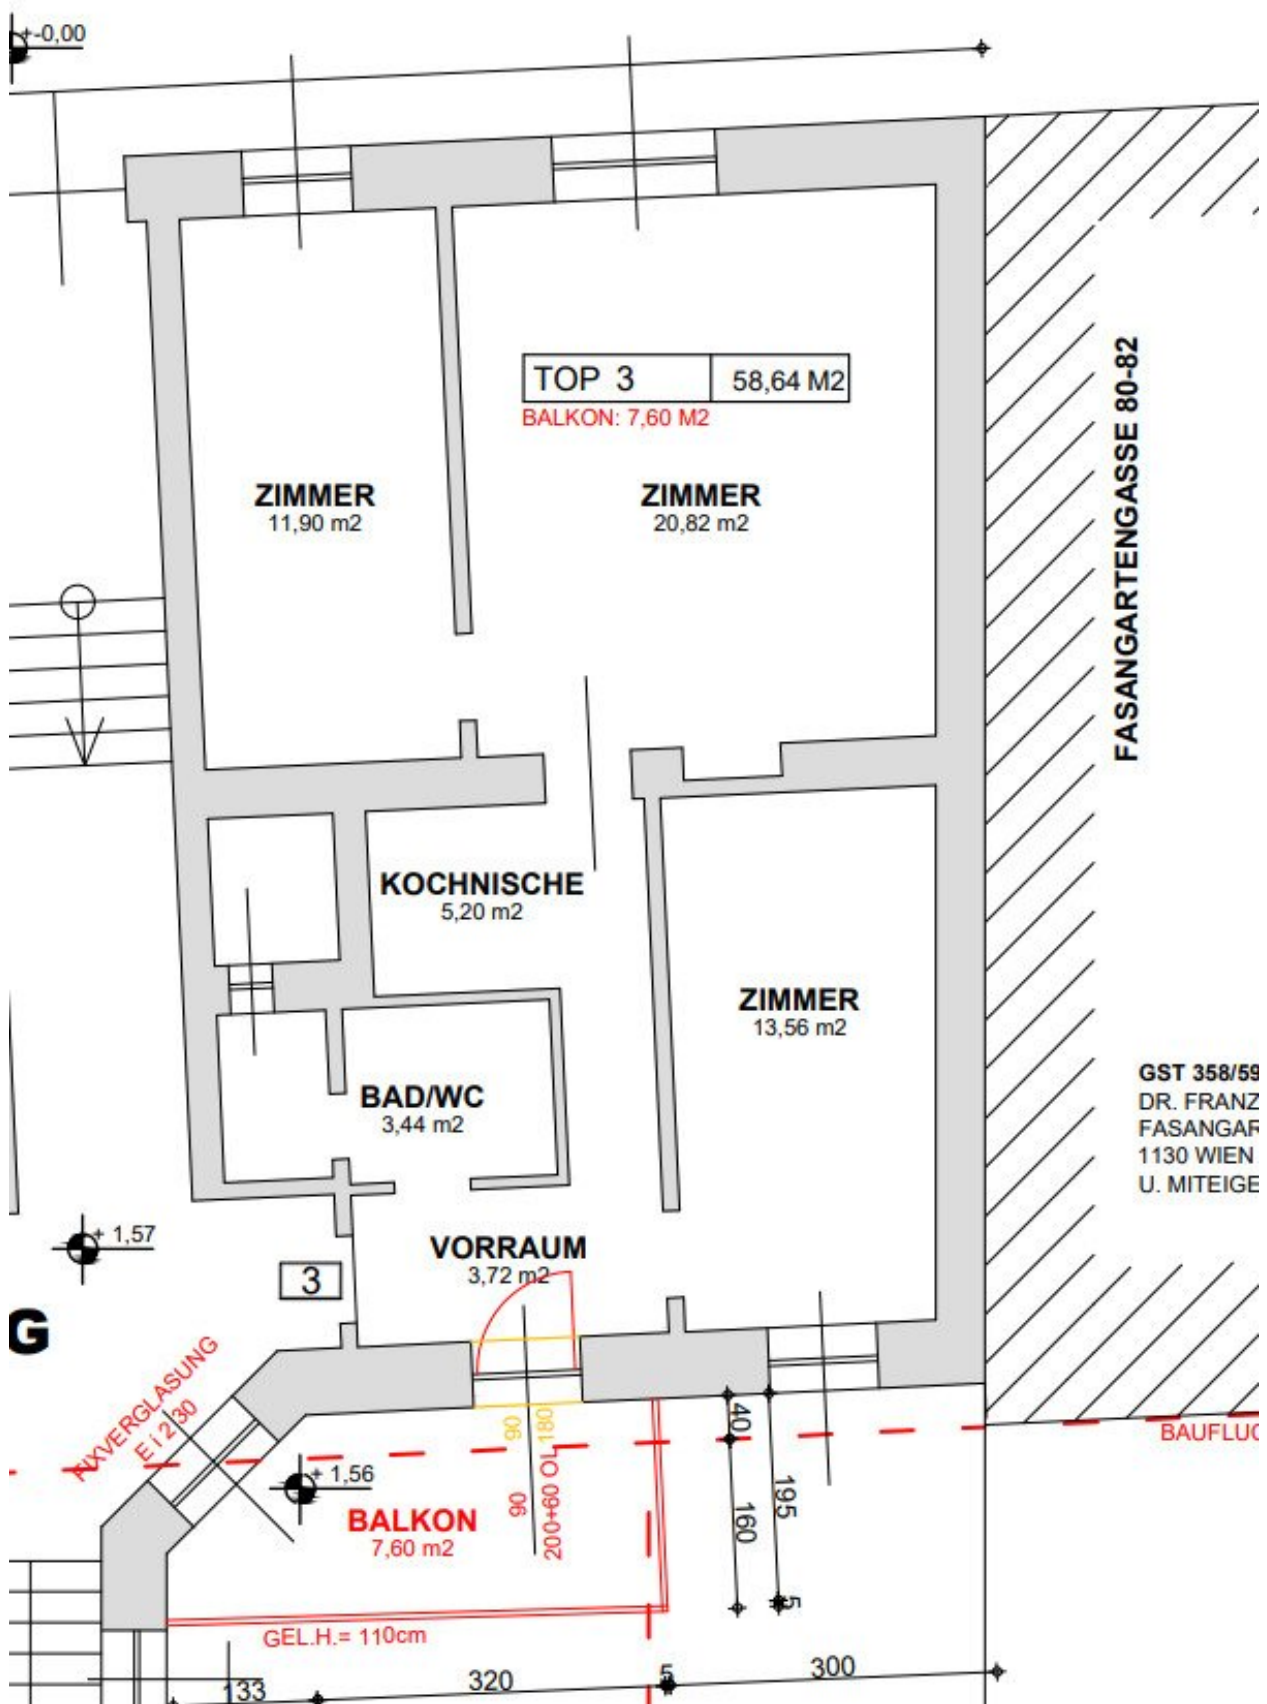 +-0,00
TOP 3 58,64 M2
BALKON: 7,60 M2
ZIMMER
11,90 m2
ZIMMER
20,82 m2
FASANGARTENGASSE 80-82
KOCHNISCHE
5,20 m2
ZIMMER
13,56 m2
BAD/WC
3,44 m2
GST 358/59
DR. FRANZ
FASANGAR
1130 WIEN
U. MITEIGE
+ 1,57
VORRAUM
3,72 m2
3
G
FIXVERGLASUNG
E i 2 30
90
180
40
BAUFLUC
+ 1,56
BALKON
7,60 m2
90
200+60 OL
160
195
5
GEL.H.= 110cm
133
320
5
300